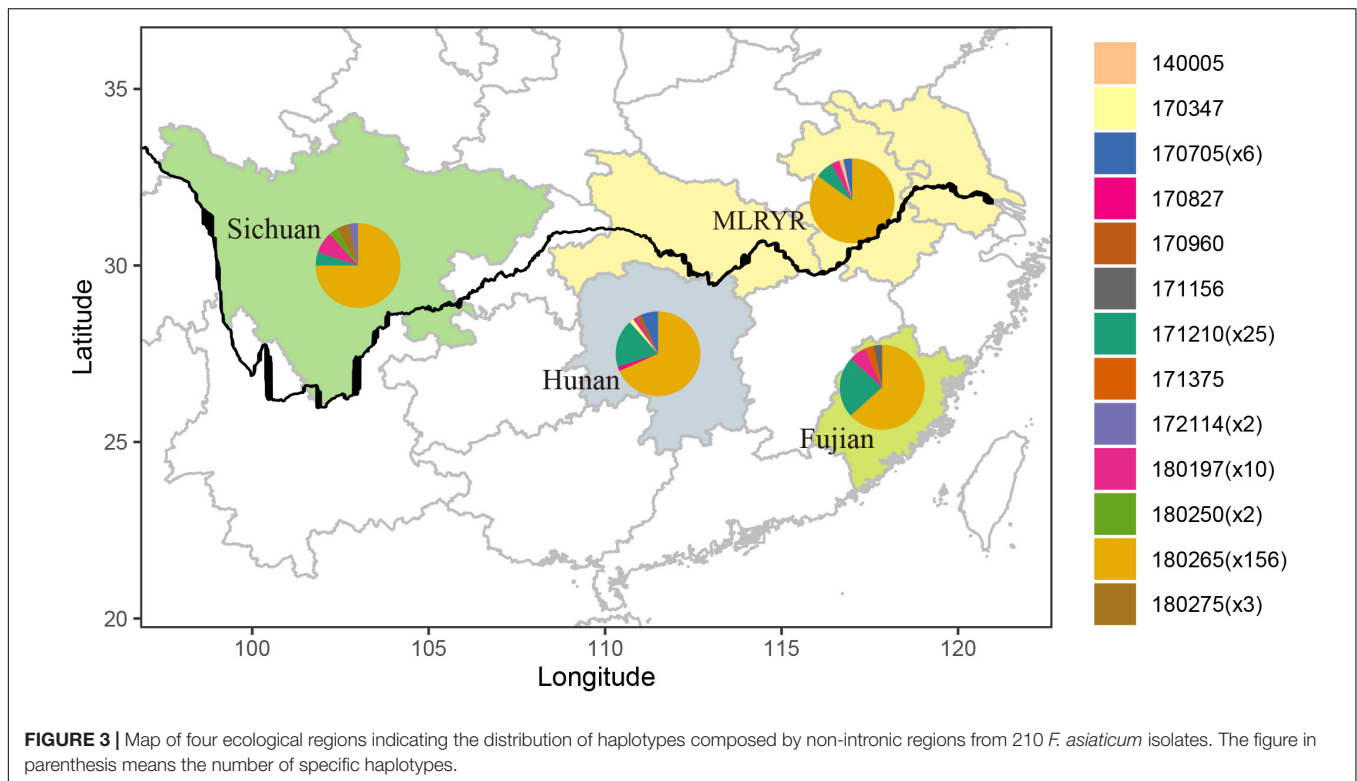 35
30
25
20
Latitude
100
105
110
115
120
Longitude
Sichuan
MLRYR
Hunan
Fujian
140005
170347
170705(x6)
170827
170960
171156
171210(x25)
171375
172114(x2)
180197(x10)
180250(x2)
180265(x156)
180275(x3)
FIGURE 3 | Map of four ecological regions indicating the distribution of haplotypes composed by non-intronic regions from 210 F. asiaticum isolates. The figure in
parenthesis means the number of specific haplotypes.